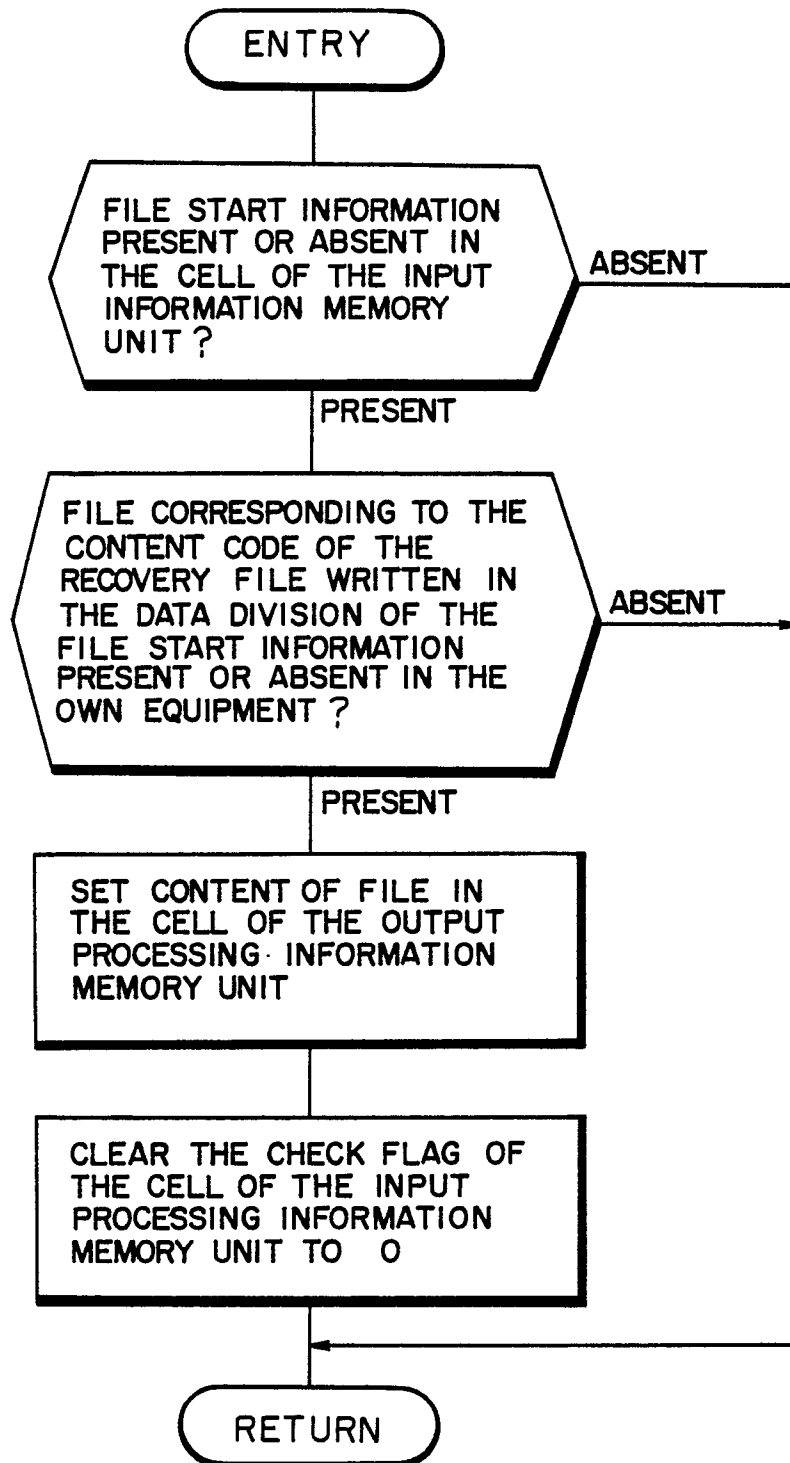 ENTRY
FILE START INFORMATION
PRESENT OR ABSENT IN
THE CELL OF THE INPUT
INFORMATION MEMORY
UNIT ?
ABSENT
PRESENT
FILE CORRESPONDING TO THE
CONTENT CODE OF THE
RECOVERY FILE WRITTEN IN
THE DATA DIVISION OF THE
FILE START INFORMATION
PRESENT OR ABSENT IN THE
OWN EQUIPMENT ?
ABSENT
PRESENT
SET CONTENT OF FILE IN
THE CELL OF THE OUTPUT
PROCESSING INFORMATION
MEMORY UNIT
CLEAR THE CHECK FLAG OF
THE CELL OF THE INPUT
PROCESSING INFORMATION
MEMORY UNIT TO 0
RETURN